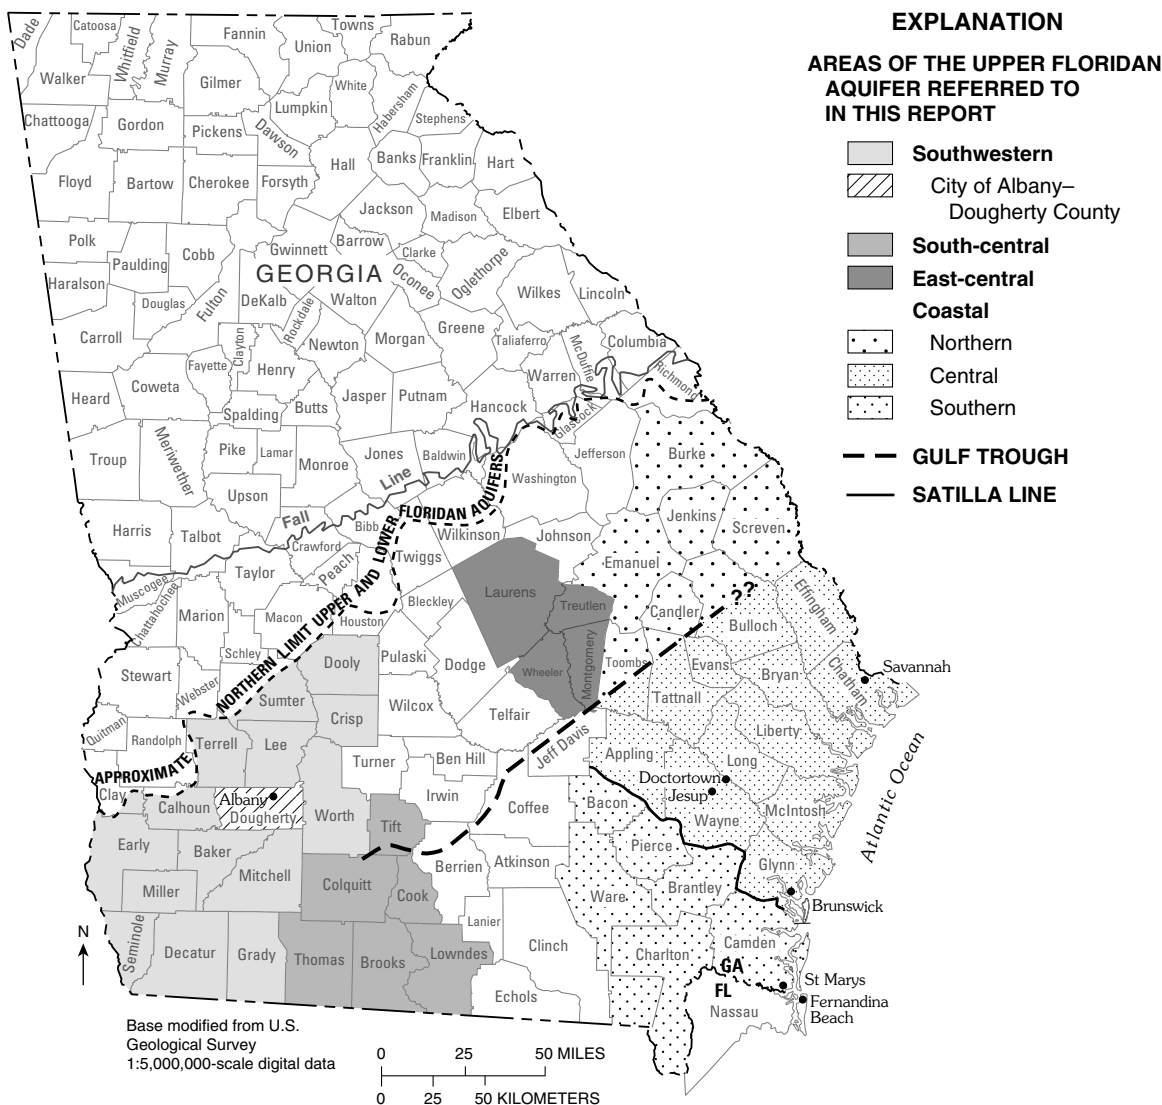 EXPLANATION
AREAS OF THE UPPER FLORIDAN
AQUIFER REFERRED TO
IN THIS REPORT
Southwestern
City of Albany–
Dougherty County
South-central
East-central
Coastal
Northern
Central
Southern
GULF TROUGH
SATILLA LINE
Dade
Catoosa
Whitfield
Murray
Fannin
Towns
Union
Rabun
Walker
Gilmer
White
Habersham
Lumpkin
Stephens
Chattooga
Gordon
Pickens
Dawson
Hall
Banks
Franklin
Hart
Floyd
Bartow
Cherokee
Forsyth
Jackson
Madison
Elbert
Polk
Paulding
Cobb
Gwinnett
Barrow
Clarke
Oconee
Oglethorpe
GEORGIA
Haralson
Douglas
Fulton
DeKalb
Rockdale
Walton
Wilkes
Lincoln
Carroll
Clayton
Newton
Morgan
Greene
Taliaferro
McDuffie
Columbia
Fayette
Henry
Warren
Richmond
Heard
Coweta
Spalding
Butts
Jasper
Putnam
Hancock
Glascock
Troup
Meriwether
Pike
Lamar
Monroe
Jones
Baldwin
Jefferson
Burke
Upson
Fall
Line
Washington
Harris
Talbot
Bibb
FLORIDAN AQUIFERS
Wilkinson
Johnson
Jenkins
Screven
Crawford
Peach
Twiggs
Emanuel
Muscogee
Chattahochee
Taylor
Laurens
Treutlen
Marion
Macon
Houston
Bleckley
Candler
??
Effingham
Bulloch
Schley
Dooly
Pulaski
Dodge
Wheeler
Montgomery
Toombs
Evans
Bryan
Chatham
Savannah
Stewart
Webster
NORTHERN LIMIT UPPER AND LOWER
Sumter
Crisp
Wilcox
Telfair
Tattnall
Quitman
Randolph
Terrell
Lee
Jeff Davis
Liberty
Turner
Ben Hill
Appling
Long
APPROXIMATE
Clay
Calhoun
Albany
Dougherty
Worth
Irwin
Coffee
Doctortown
Jesup
Bacon
Wayne
McIntosh
Atlantic Ocean
Tift
Early
Baker
Mitchell
Berrien
Atkinson
Pierce
Glynn
Miller
Colquitt
Cook
Ware
Brantley
Brunswick
Lanier
Seminole
Decatur
Grady
Thomas
Brooks
Lowndes
Clinch
Charlton
Camden
GA
FL
St Marys
Echols
Nassau
Fernandina
Beach
N
Base modified from U.S.
Geological Survey
1:5,000,000-scale digital data
0 25 50 MILES
0 25 50 KILOMETERS